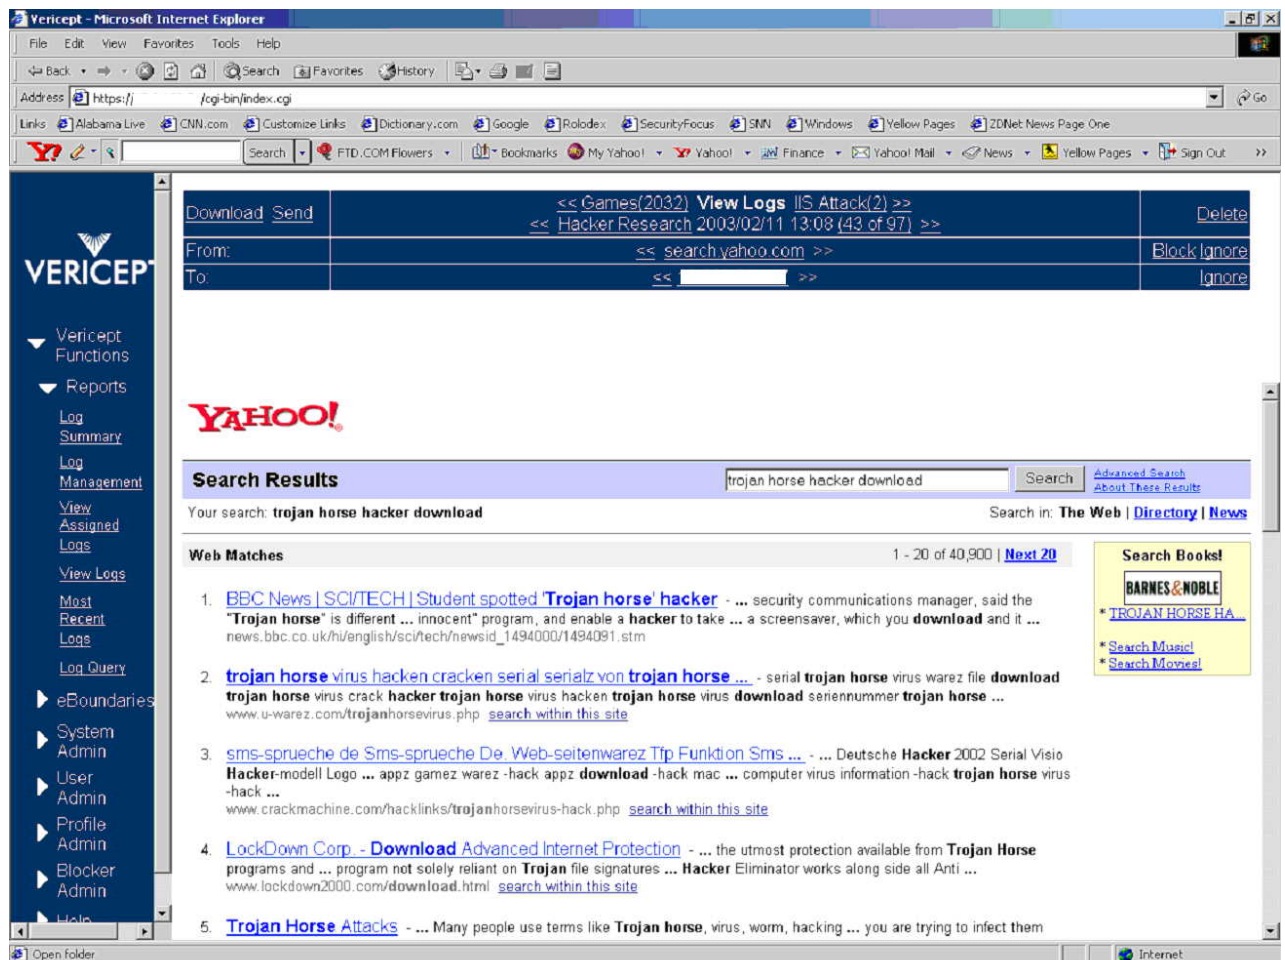 Vericept - Microsoft Internet Explorer
File Edit View Favorites Tools Help
Back Search Favorites History
Address https:// /cgi-bin/index.cgi Go
Links Alabama Live CNN.com Customize Links Dictionary.com Google Rolodex SecurityFocus SNN Windows Yellow Pages ZDNet News Page One
Y? Search FTD.COM Flowers Bookmarks My Yahoo! Yahoo! Finance Yahoo! Mail News Yellow Pages Sign Out >>
Download Send << Games(2032) View Logs IIS Attack(2) >> Delete
<< Hacker Research 2003/02/11 13:08 (43 of 97) >>
From: << search.yahoo.com >> Block Ignore
To: << >> Ignore
VERICEPT
Vericept
Functions
Reports
Log
Summary
Log
Management
View
Assigned
Logs
View Logs
Most
Recent
Logs
Log Query
eBoundaries
System
Admin
User
Admin
Profile
Admin
Blocker
Admin
Help
YAHOO!
Search Results trojan horse hacker download Search Advanced Search
About These Results
Your search: trojan horse hacker download Search in: The Web | Directory | News
Web Matches 1 - 20 of 40,900 | Next 20
1. BBC News | SCI/TECH | Student spotted 'Trojan horse' hacker - ... security communications manager, said the
"Trojan horse" is different ... innocent" program, and enable a hacker to take ... a screensaver, which you download and it ...
news.bbc.co.uk/hi/english/sci/tech/newsid_1494000/1494091.stm
2. trojan horse virus hacken cracken serial serialz von trojan horse ... - serial trojan horse virus warez file download
trojan horse virus crack hacker trojan horse virus hacken trojan horse virus download seriennummer trojan horse ...
www.u-warez.com/trojanhorsevirus.php search within this site
3. sms-sprueche de Sms-sprueche De. Web-seitenwarez Tfp Funktion Sms ... - ... Deutsche Hacker 2002 Serial Visio
Hacker-modell Logo ... appz gamez warez -hack appz download -hack mac ... computer virus information -hack trojan horse virus
-hack ...
www.crackmachine.com/hacklinks/trojanhorsevirus-hack.php search within this site
4. LockDown Corp. - Download Advanced Internet Protection - ... the utmost protection available from Trojan Horse
programs and ... program not solely reliant on Trojan file signatures ... Hacker Eliminator works along side all Anti ...
www.lockdown2000.com/download.html search within this site
5. Trojan Horse Attacks - ... Many people use terms like Trojan horse, virus, worm, hacking ... you are trying to infect them
Search Books!
BARNES&NOBLE
* TROJAN HORSE HA...
* Search Music!
* Search Movies!
Open folder Internet